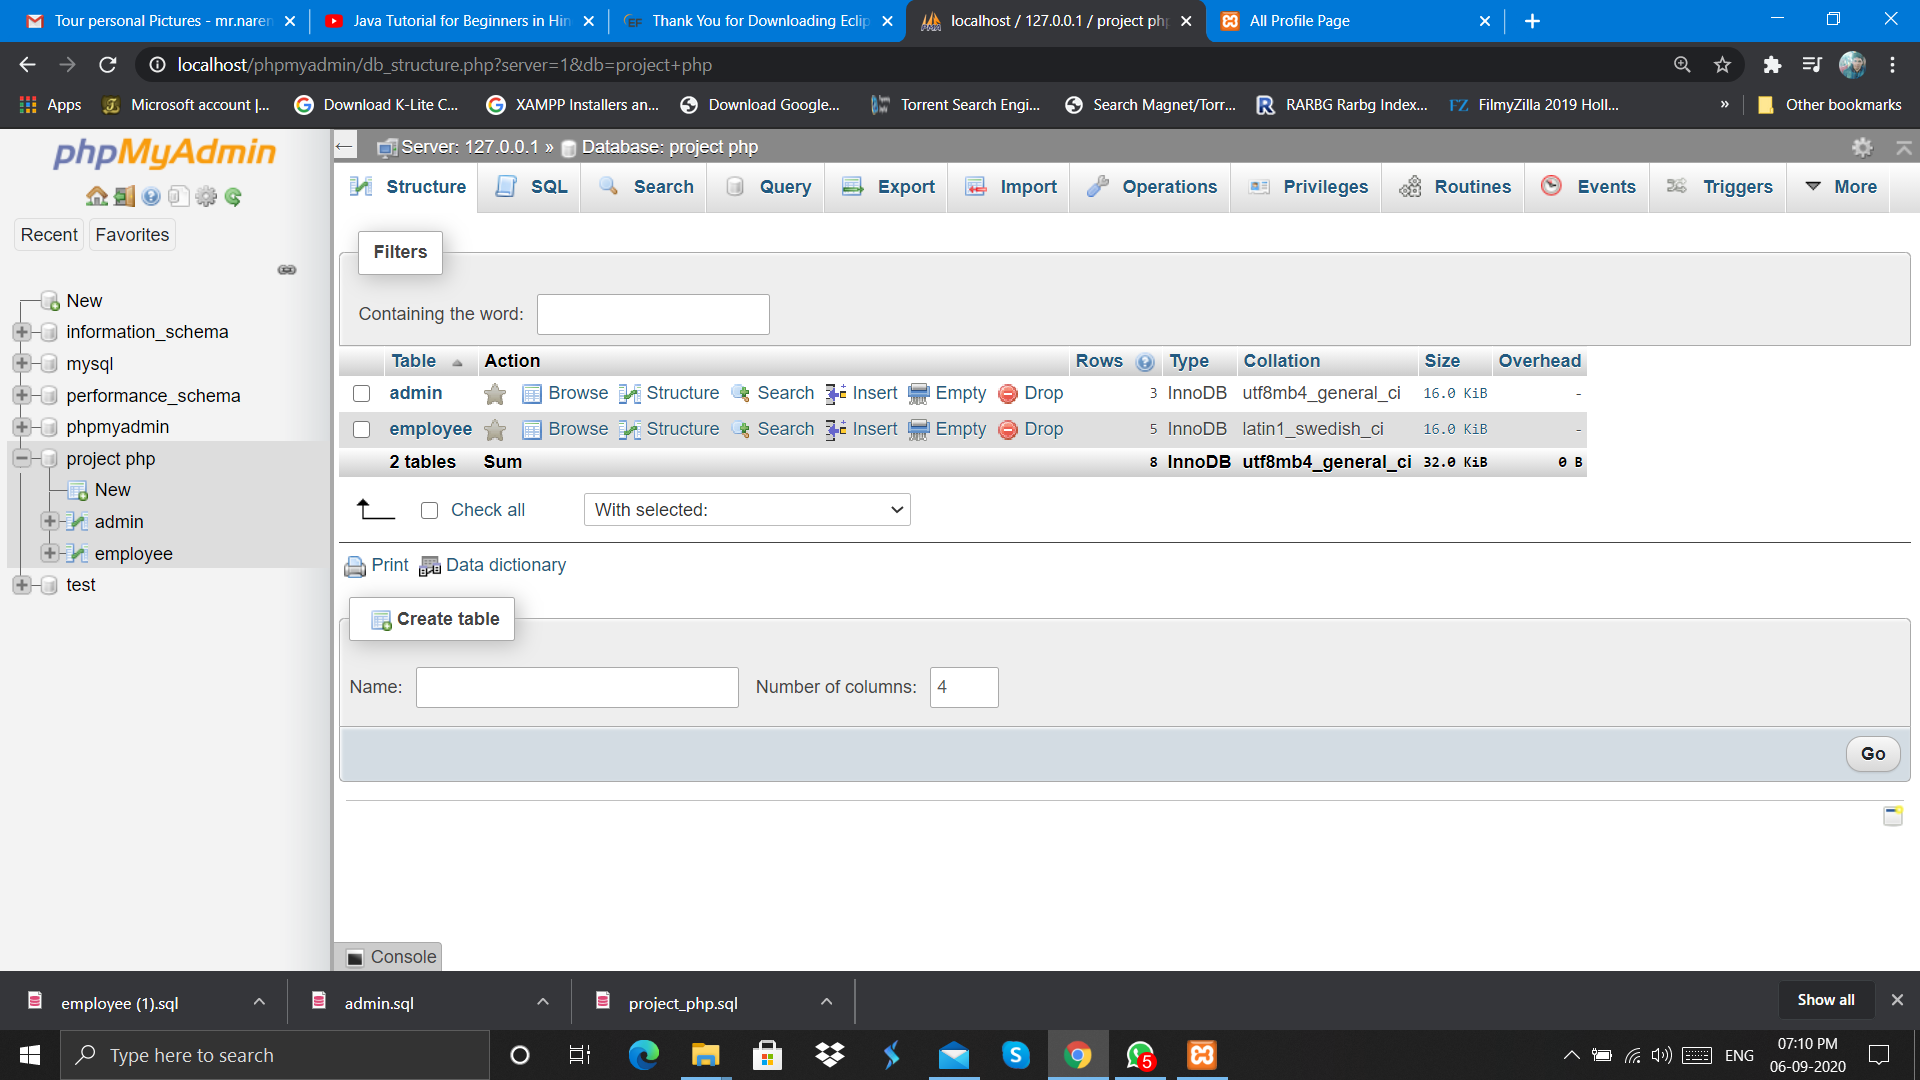 Tour personal Pictures - mr.naren
Java Tutorial for Beginners in Hin
Thank You for Downloading Eclip
localhost / 127.0.0.1 / project php
All Profile Page
localhost/phpmyadmin/db_structure.php?server=1&db=project+php
Apps
Microsoft account |...
Download K-Lite C...
XAMPP Installers an...
Download Google...
Torrent Search Engi...
Search Magnet/Torr...
RARBG Rarbg Index...
FilmyZilla 2019 Holl...
»
Other bookmarks
phpMyAdmin
Recent Favorites
New
information_schema
mysql
performance_schema
phpmyadmin
project php
New
admin
employee
test
Server: 127.0.0.1 » Database: project php
Structure SQL Search Query Export Import Operations Privileges Routines Events Triggers More
Filters
Containing the word:
Table Action Rows Type Collation Size Overhead
admin Browse Structure Search Insert Empty Drop 3 InnoDB utf8mb4_general_ci 16.0 KiB -
employee Browse Structure Search Insert Empty Drop 5 InnoDB latin1_swedish_ci 16.0 KiB -
2 tables Sum 8 InnoDB utf8mb4_general_ci 32.0 KiB 0 B
Check all With selected:
Print Data dictionary
Create table
Name: Number of columns: 4
Go
Console
employee (1).sql
admin.sql
project_php.sql
Show all
Type here to search
5
ENG
07:10 PM
06-09-2020